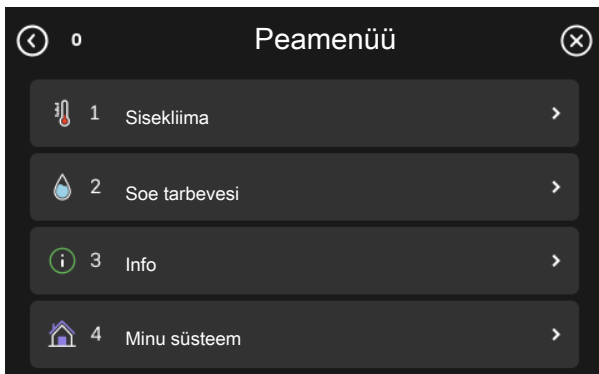 0 Peamenüü
1 Sisekliima
2 Soe tarbevesi
3 Info
4 Minu süsteem